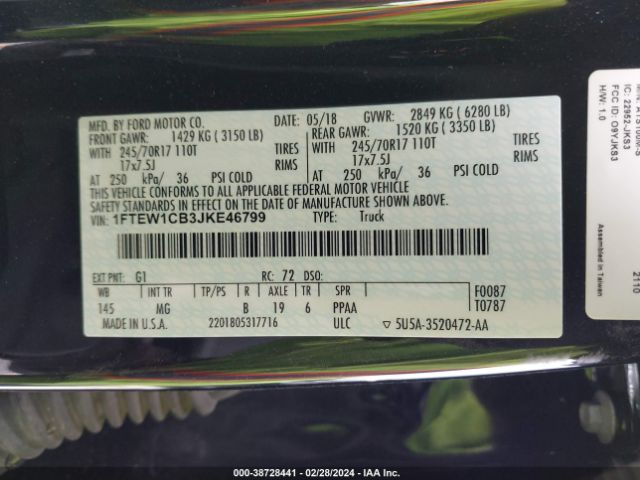 MFD. BY FORD MOTOR CO.
05/18
GVWR: 2849 KG ( 6280 LB)
FRONT GAWR: 1429 KG ( 3150 LB)
REAR GAWR: 1520 KG ( 3350 LB)
WITH 245/70R17 110T TIRES
WITH 245/70R17 110T TIRES
17x7.5J RIMS
17x7.5J RIMS
AT 250 kPa/ 36 PSI COLD
AT 250 kPa/ 36 PSI COLD
THIS VEHICLE CONFORMS TO ALL APPLICABLE FEDERAL MOTOR VEHICLE
SAFETY STANDARDS IN EFFECT ON THE DATE OF MANUFACTURE SHOWN ABOVE.
VIN: 1FTEW1CB3JKE46799
TYPE: Truck
EXT PNT: G1 RC: 72 DSO:
WB INT TR TP/PS R AXLE TR SPR F0087
145 MG B 19 6 PPAA T0787
MADE IN U.S.A. 2201805317716 ULC ▽ 5U5A-3520472-AA
IC: 22952-JKS3
FCC ID: O9YJKS3
H/W: 1.0
Assembled in Taiwan
2110
000-38728441 - 02/28/2024 - IAA Inc.